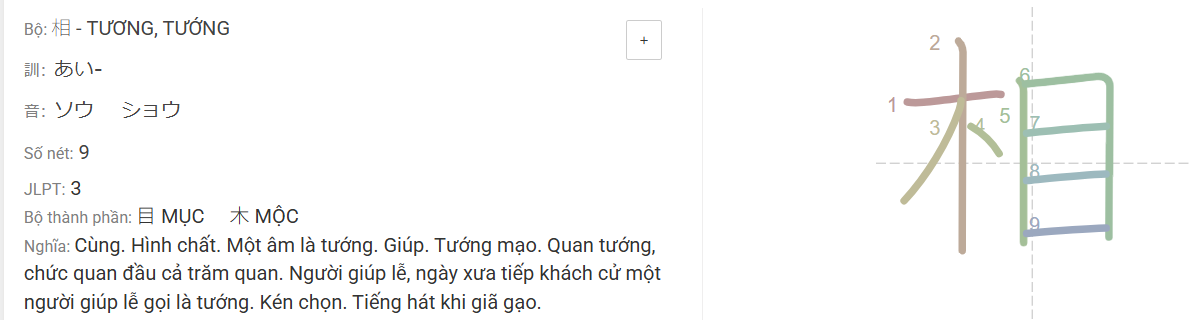 Bộ: 相 - TƯƠNG, TƯỚNG
+
訓: あい-
音: ソウ ショウ
Số nét: 9
JLPT: 3
Bộ thành phần: 目 MỤC 木 MỘC
Nghĩa: Cùng. Hình chất. Một âm là tướng. Giúp. Tướng mạo. Quan tướng,
chức quan đầu cả trăm quan. Người giúp lễ, ngày xưa tiếp khách cử một
người giúp lễ gọi là tướng. Kén chọn. Tiếng hát khi giã gạo.
相
1
2
3
4
5
6
7
8
9